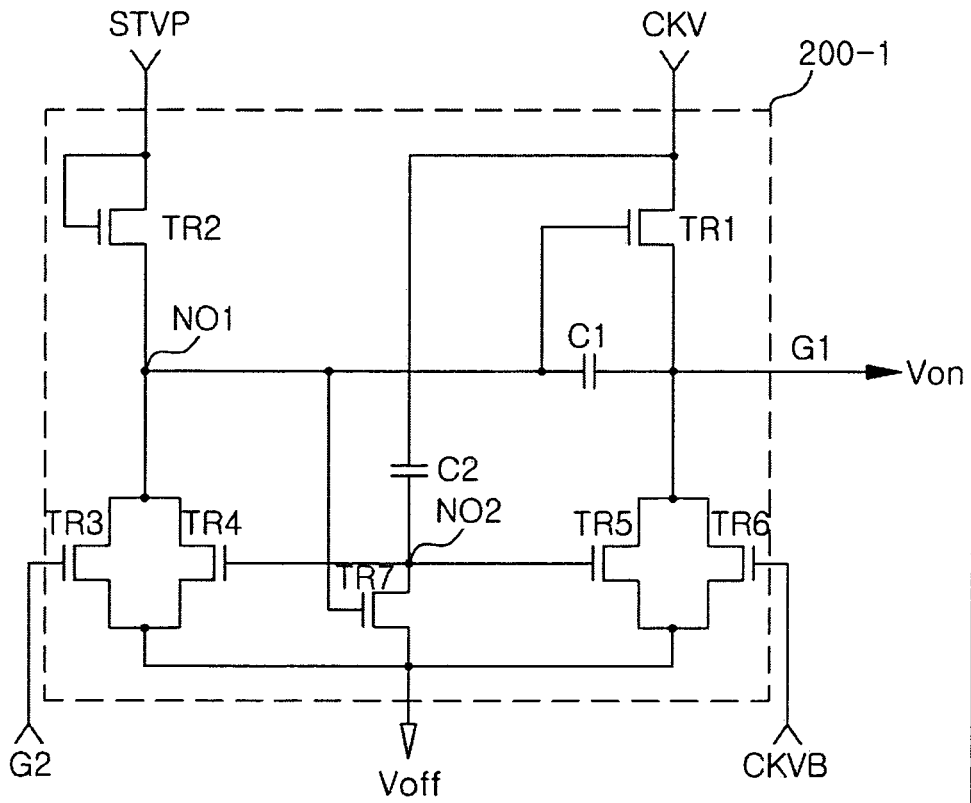 STVP
CKV
200-1
TR2
TR1
NO1
C1
G1
Von
C2
NO2
TR3
TR4
TR5
TR6
TR7
G2
Voff
CKVB